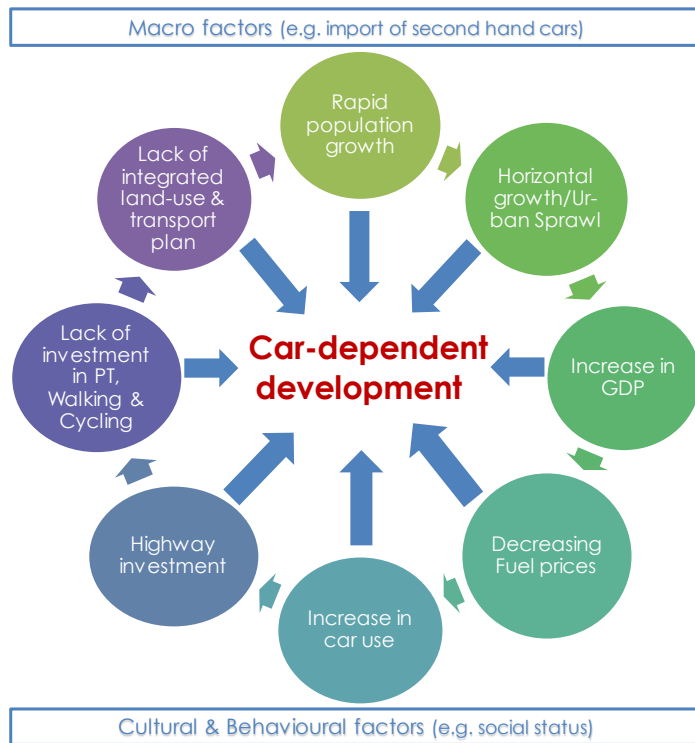 Macro factors (e.g. import of second hand cars)
Rapid
population
growth
Horizontal
growth/Ur-
ban Sprawl
Increase in
GDP
Decreasing
Fuel prices
Increase in
car use
Highway
investment
Lack of
investment
in PT,
Walking &
Cycling
Lack of
integrated
land-use &
transport
plan
Car-dependent
development
Cultural & Behavioural factors (e.g. social status)